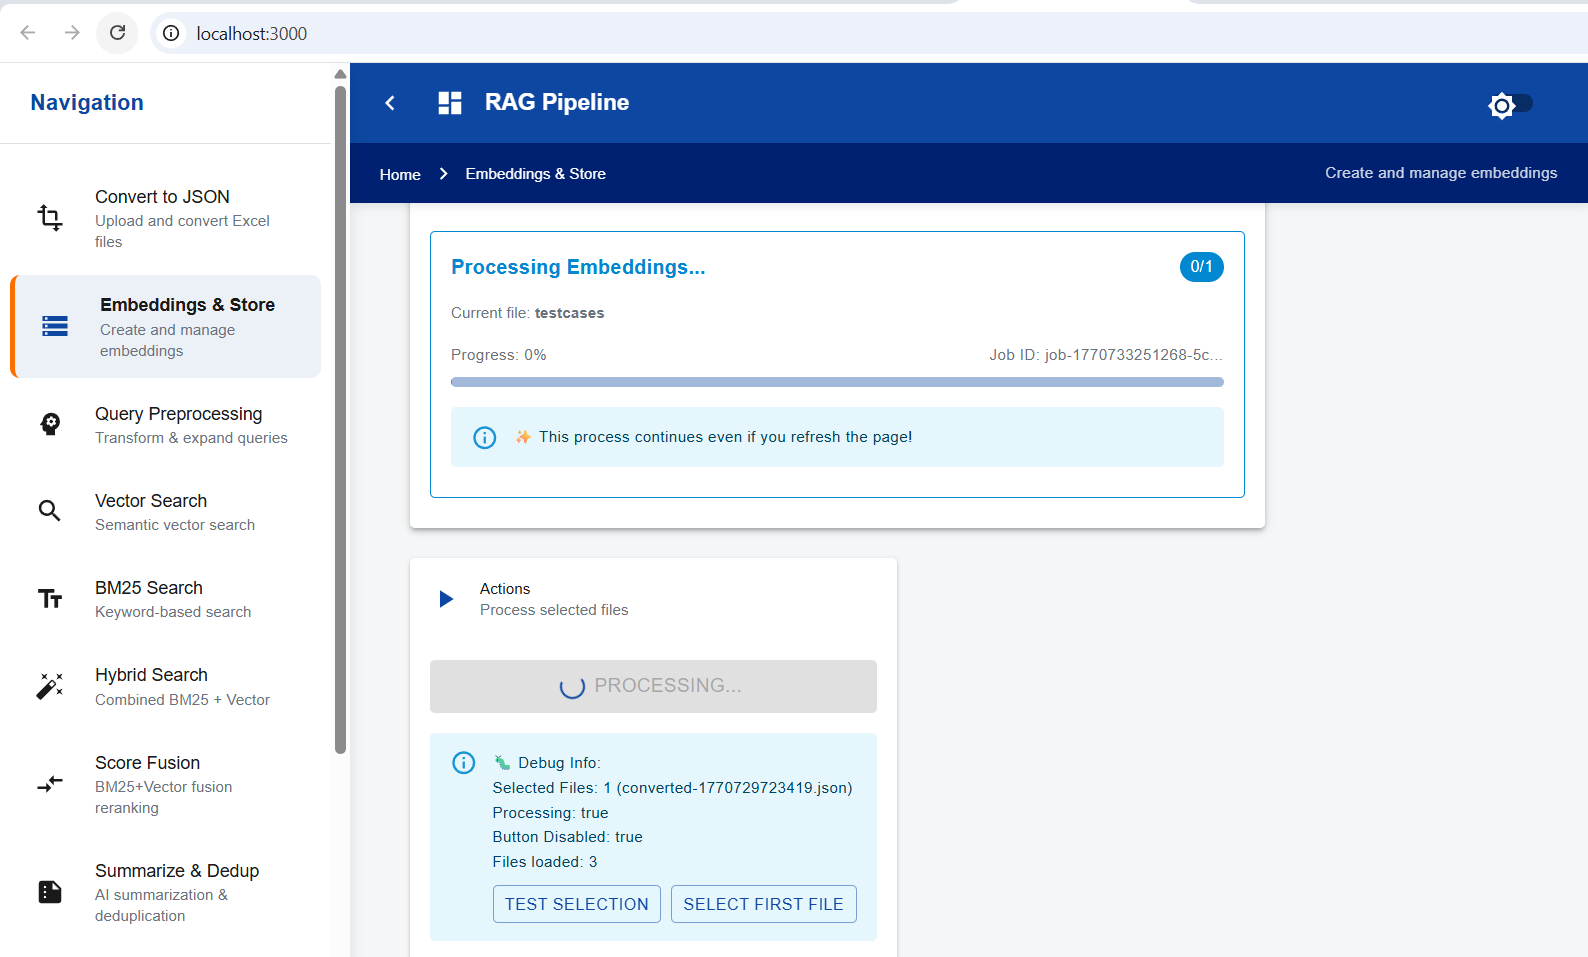 localhost:3000
Navigation
RAG Pipeline
Home
Embeddings & Store
Create and manage embeddings
Convert to JSON
Upload and convert Excel
files
Embeddings & Store
Create and manage
embeddings
Query Preprocessing
Transform & expand queries
Vector Search
Semantic vector search
BM25 Search
Keyword-based search
Hybrid Search
Combined BM25 + Vector
Score Fusion
BM25+Vector fusion
reranking
Summarize & Dedup
AI summarization &
deduplication
Processing Embeddings...
0/1
Current file: testcases
Progress: 0%
Job ID: job-1770733251268-5c...
✨ This process continues even if you refresh the page!
Actions
Process selected files
PROCESSING...
🐛 Debug Info:
Selected Files: 1 (converted-1770729723419.json)
Processing: true
Button Disabled: true
Files loaded: 3
TEST SELECTION
SELECT FIRST FILE